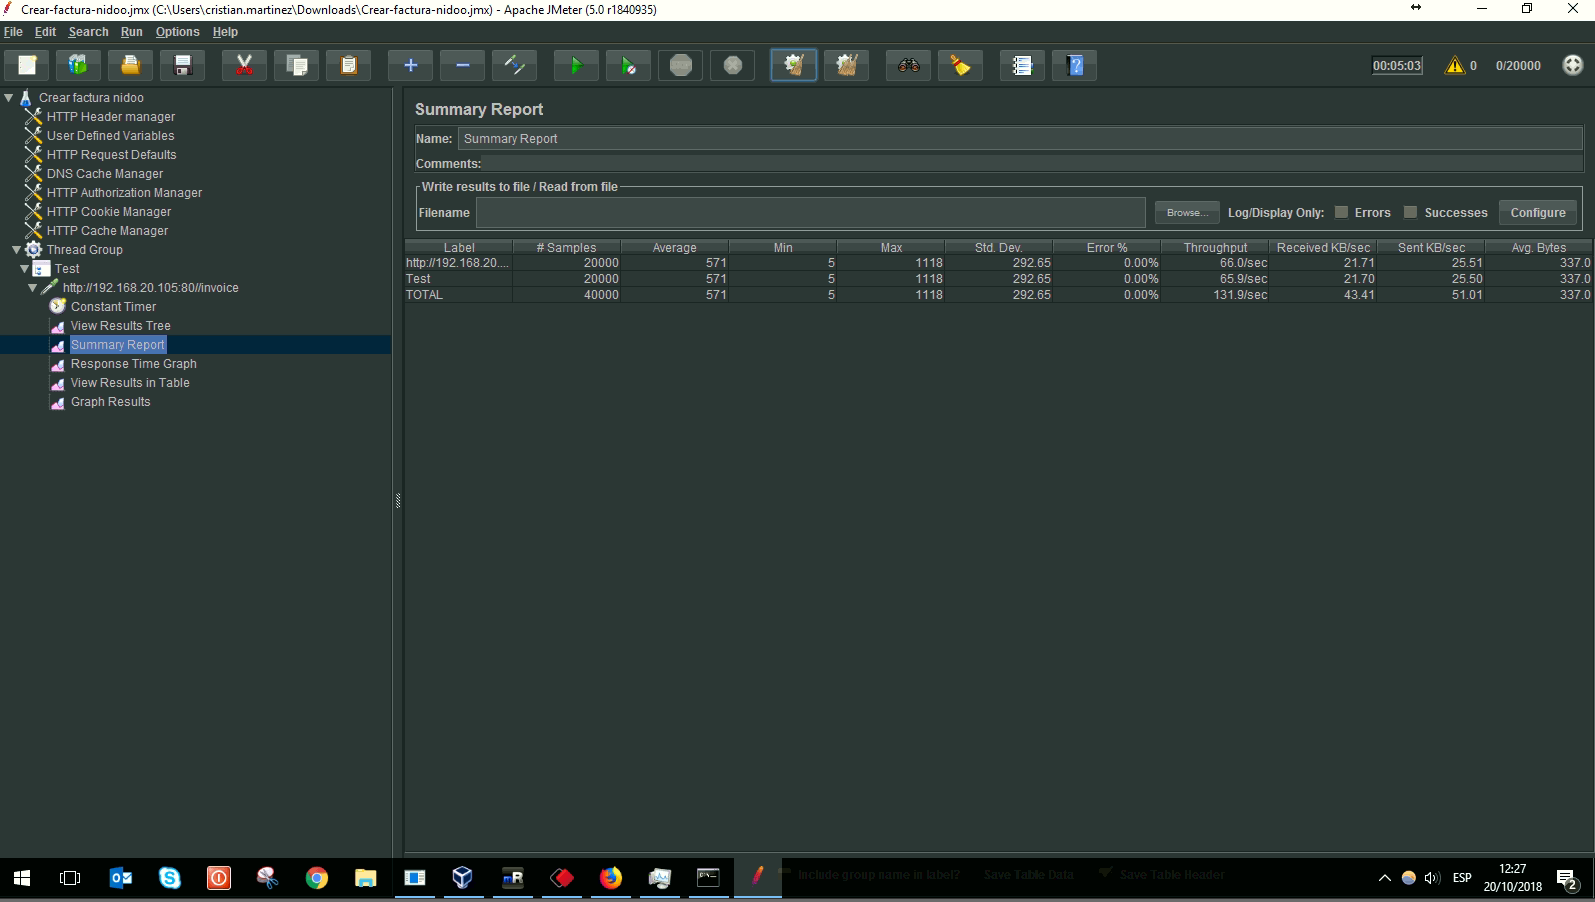 Crear-factura-nidoo.jmx (C:\Users\cristian.martinez\Downloads\Crear-factura-nidoo.jmx) - Apache JMeter (5.0 r1840935)
File Edit Search Run Options Help
00:05:03 0 0/20000
Crear factura nidoo
HTTP Header manager
User Defined Variables
HTTP Request Defaults
DNS Cache Manager
HTTP Authorization Manager
HTTP Cookie Manager
HTTP Cache Manager
Thread Group
Test
http://192.168.20.105:80//invoice
Constant Timer
View Results Tree
Summary Report
Response Time Graph
View Results in Table
Graph Results
Summary Report
Name: Summary Report
Comments:
Write results to file / Read from file
Filename Browse... Log/Display Only: Errors Successes Configure
Label # Samples Average Min Max Std. Dev. Error % Throughput Received KB/sec Sent KB/sec Avg. Bytes
http://192.168.20.... 20000 571 5 1118 292.65 0.00% 66.0/sec 21.71 25.51 337.0
Test 20000 571 5 1118 292.65 0.00% 65.9/sec 21.70 25.50 337.0
TOTAL 40000 571 5 1118 292.65 0.00% 131.9/sec 43.41 51.01 337.0
Include group name in label? Save Table Data Save Table Header
mR
ESP
12:27
20/10/2018
2